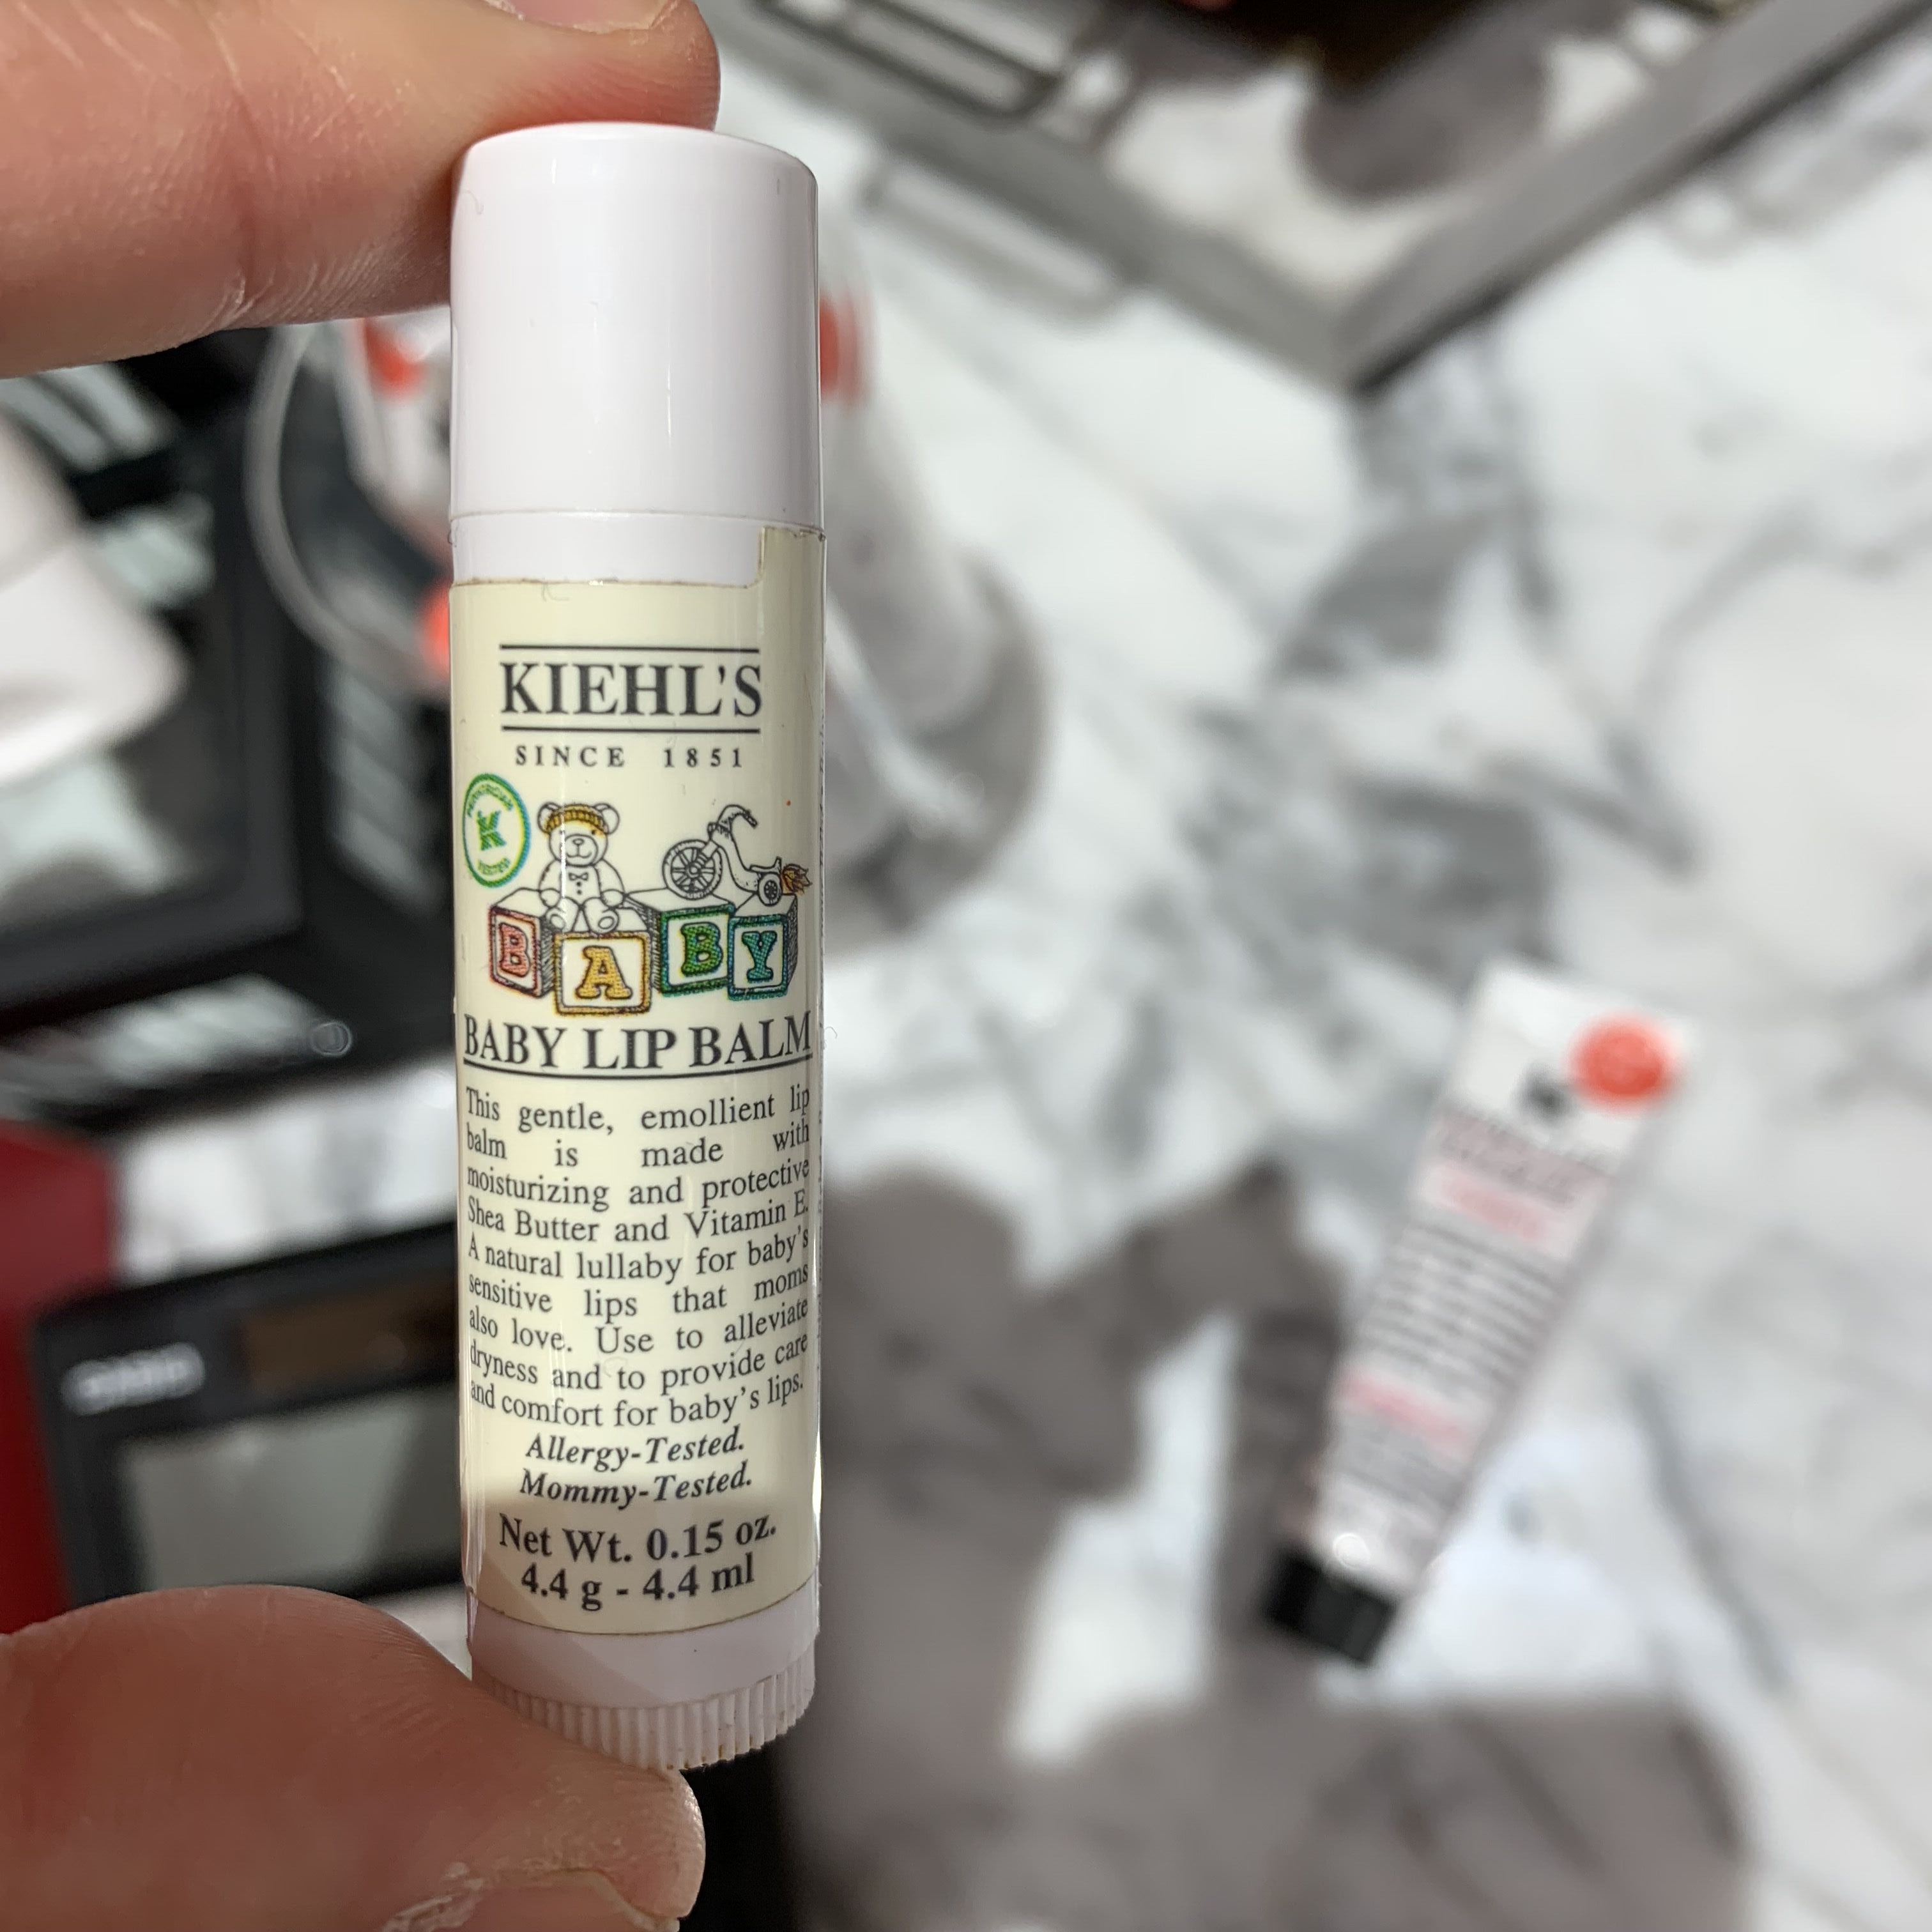 KIEHL'S
SINCE 1851
PEDIATRICIAN
K
TESTED
BABY
BABY LIP BALM
This gentle, emollient lip
balm is made with
moisturizing and protective
Shea Butter and Vitamin E.
A natural lullaby for baby's
sensitive lips that moms
also love. Use to alleviate
dryness and to provide care
and comfort for baby's lips.
Allergy-Tested.
Mommy-Tested.
Net Wt. 0.15 oz.
4.4 g - 4.4 ml